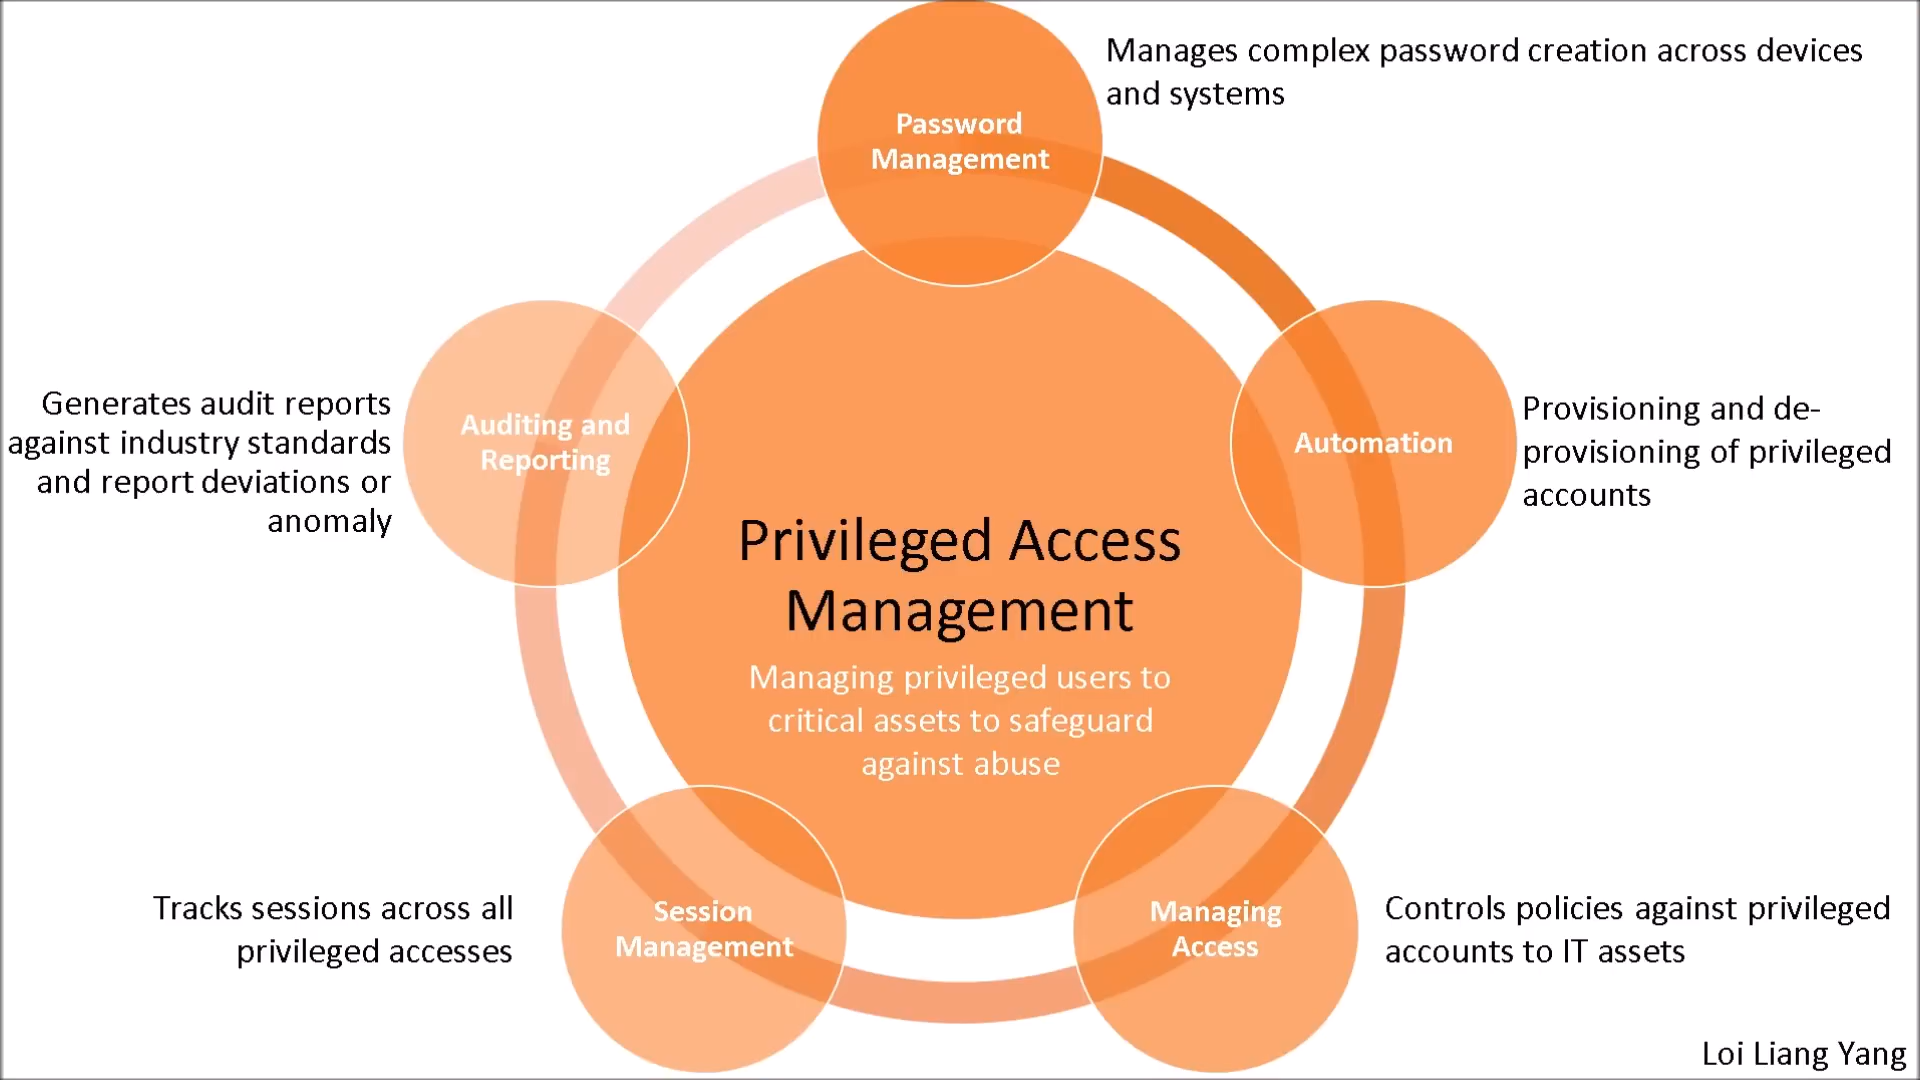 Password
Management
Manages complex password creation across devices
and systems
Automation
Provisioning and de-
provisioning of privileged
accounts
Managing
Access
Controls policies against privileged
accounts to IT assets
Session
Management
Tracks sessions across all
privileged accesses
Auditing and
Reporting
Generates audit reports
against industry standards
and report deviations or
anomaly
Privileged Access
Management
Managing privileged users to
critical assets to safeguard
against abuse
Loi Liang Yang